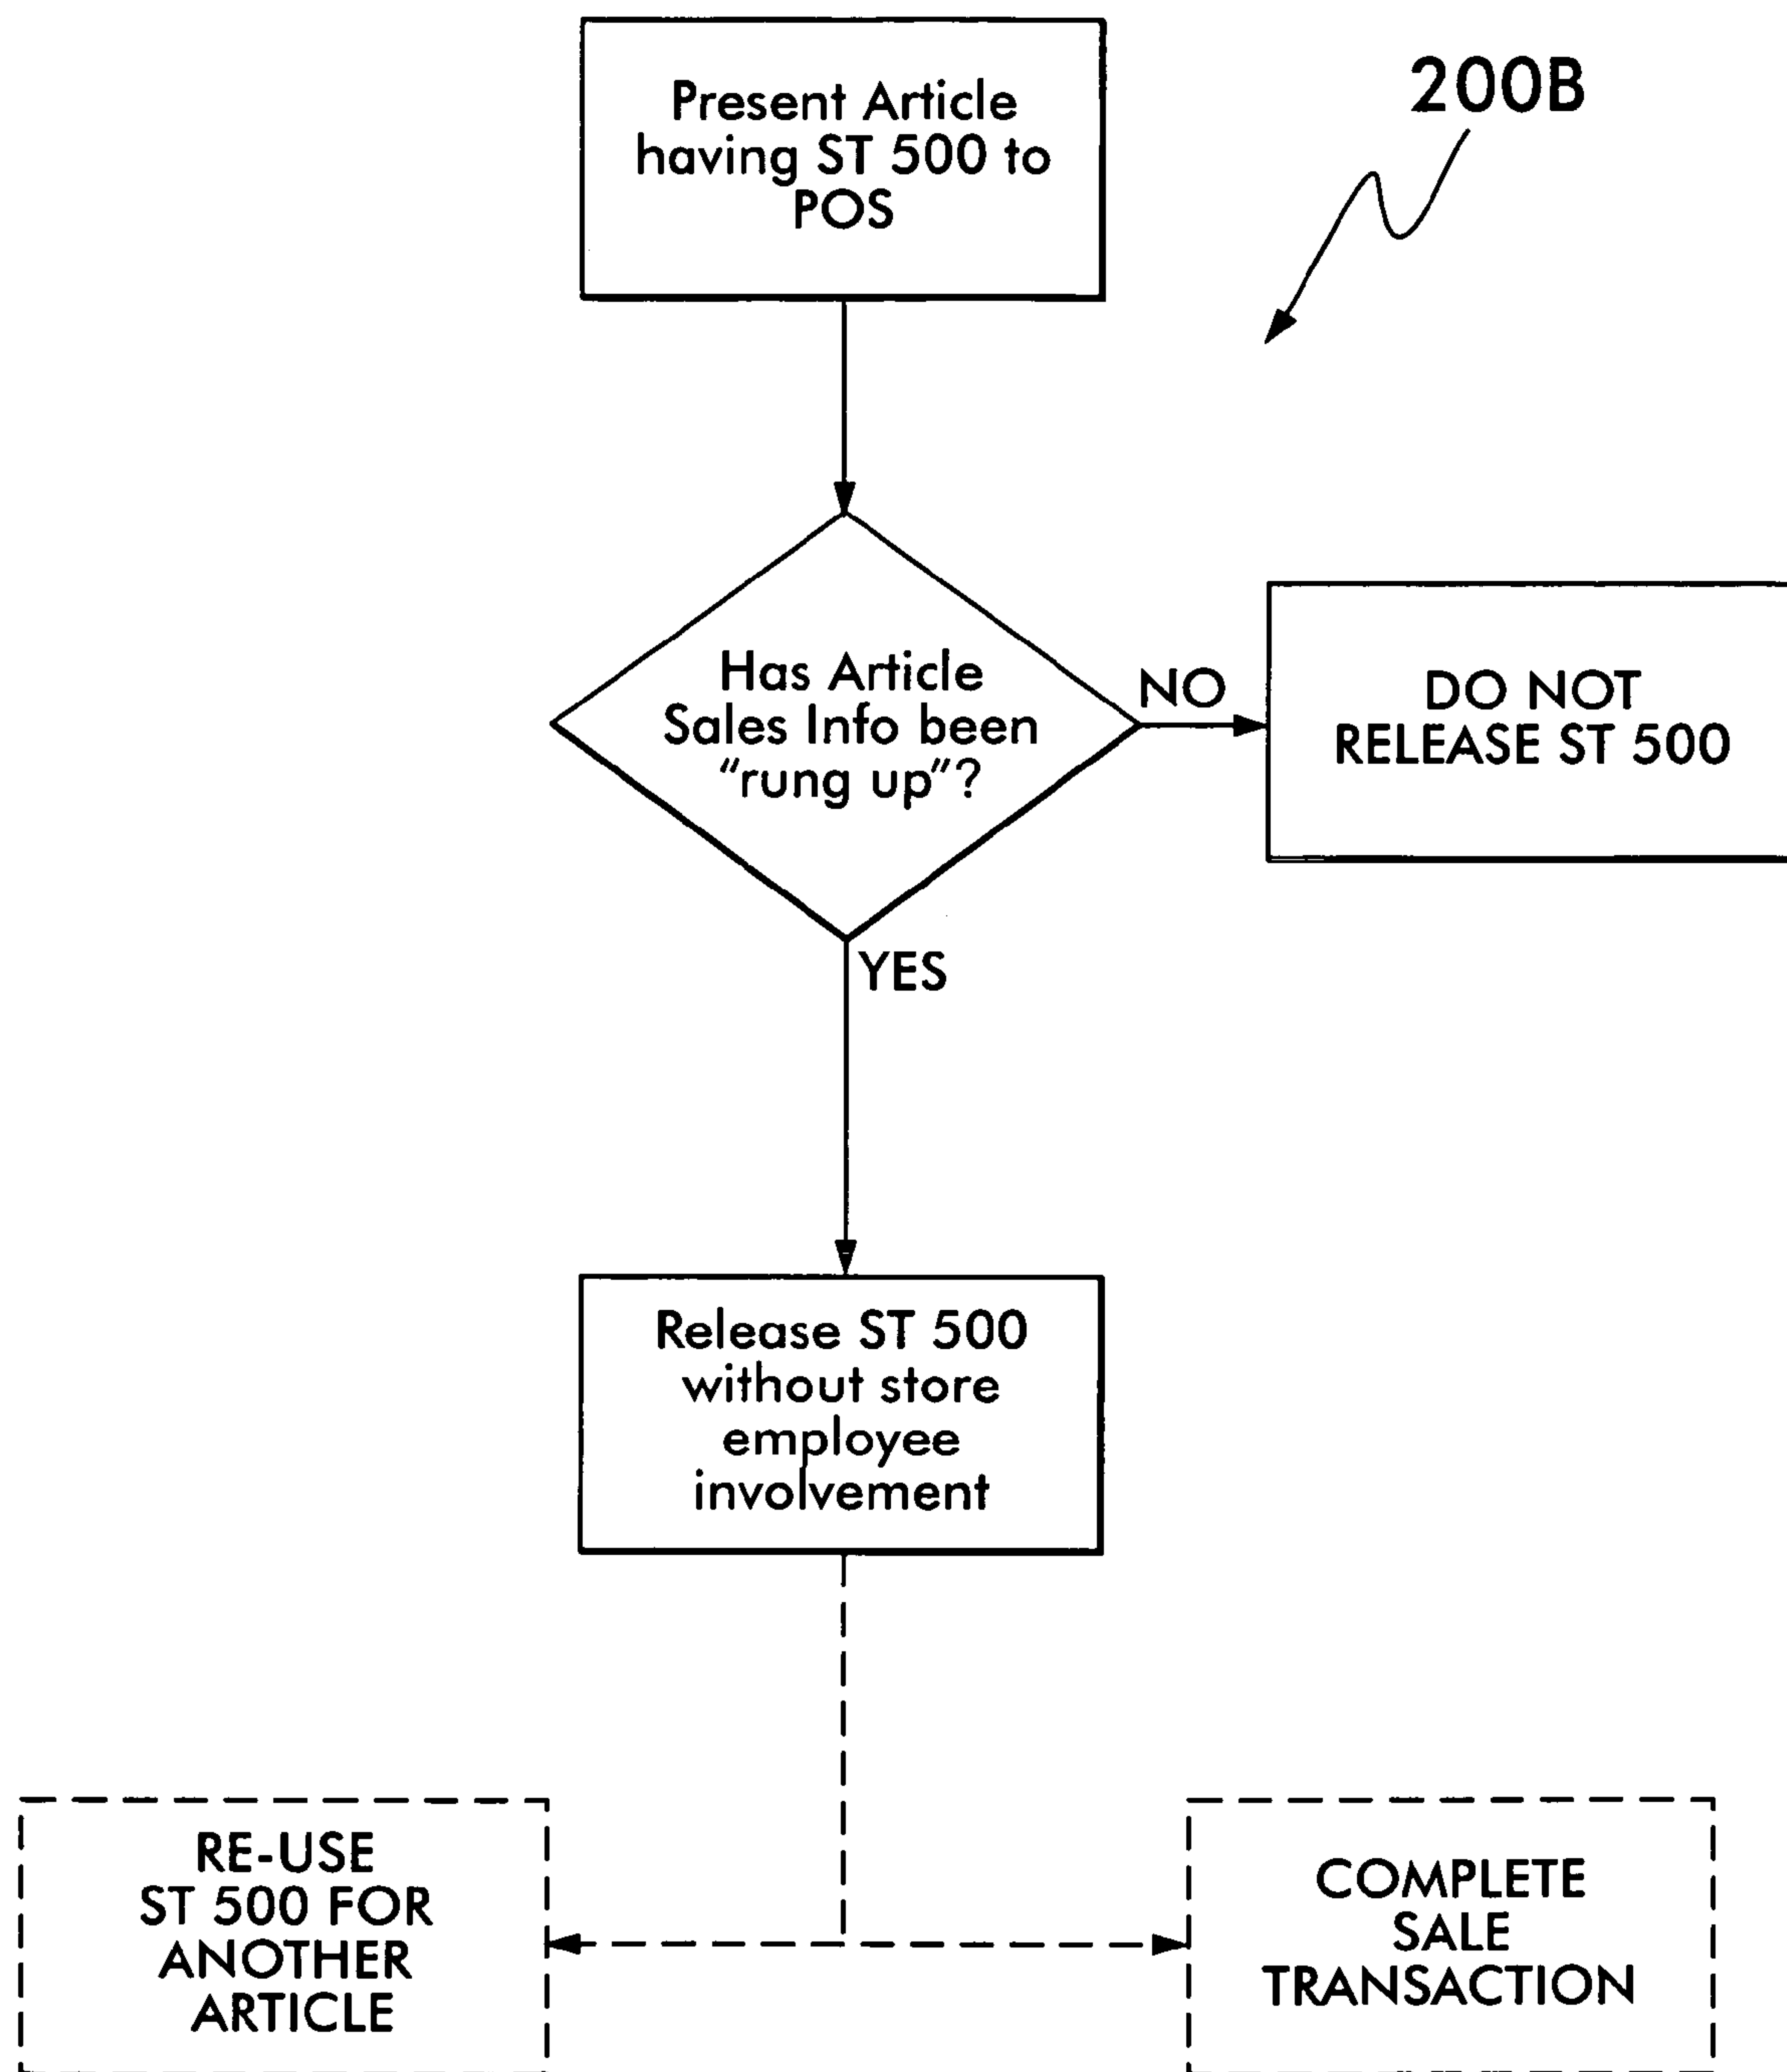 Present Article
having ST 500 to
POS
200B
Has Article
Sales Info been
“rung up”?
NO
DO NOT
RELEASE ST 500
YES
Release ST 500
without store
employee
involvement
RE-USE
ST 500 FOR
ANOTHER
ARTICLE
COMPLETE
SALE
TRANSACTION